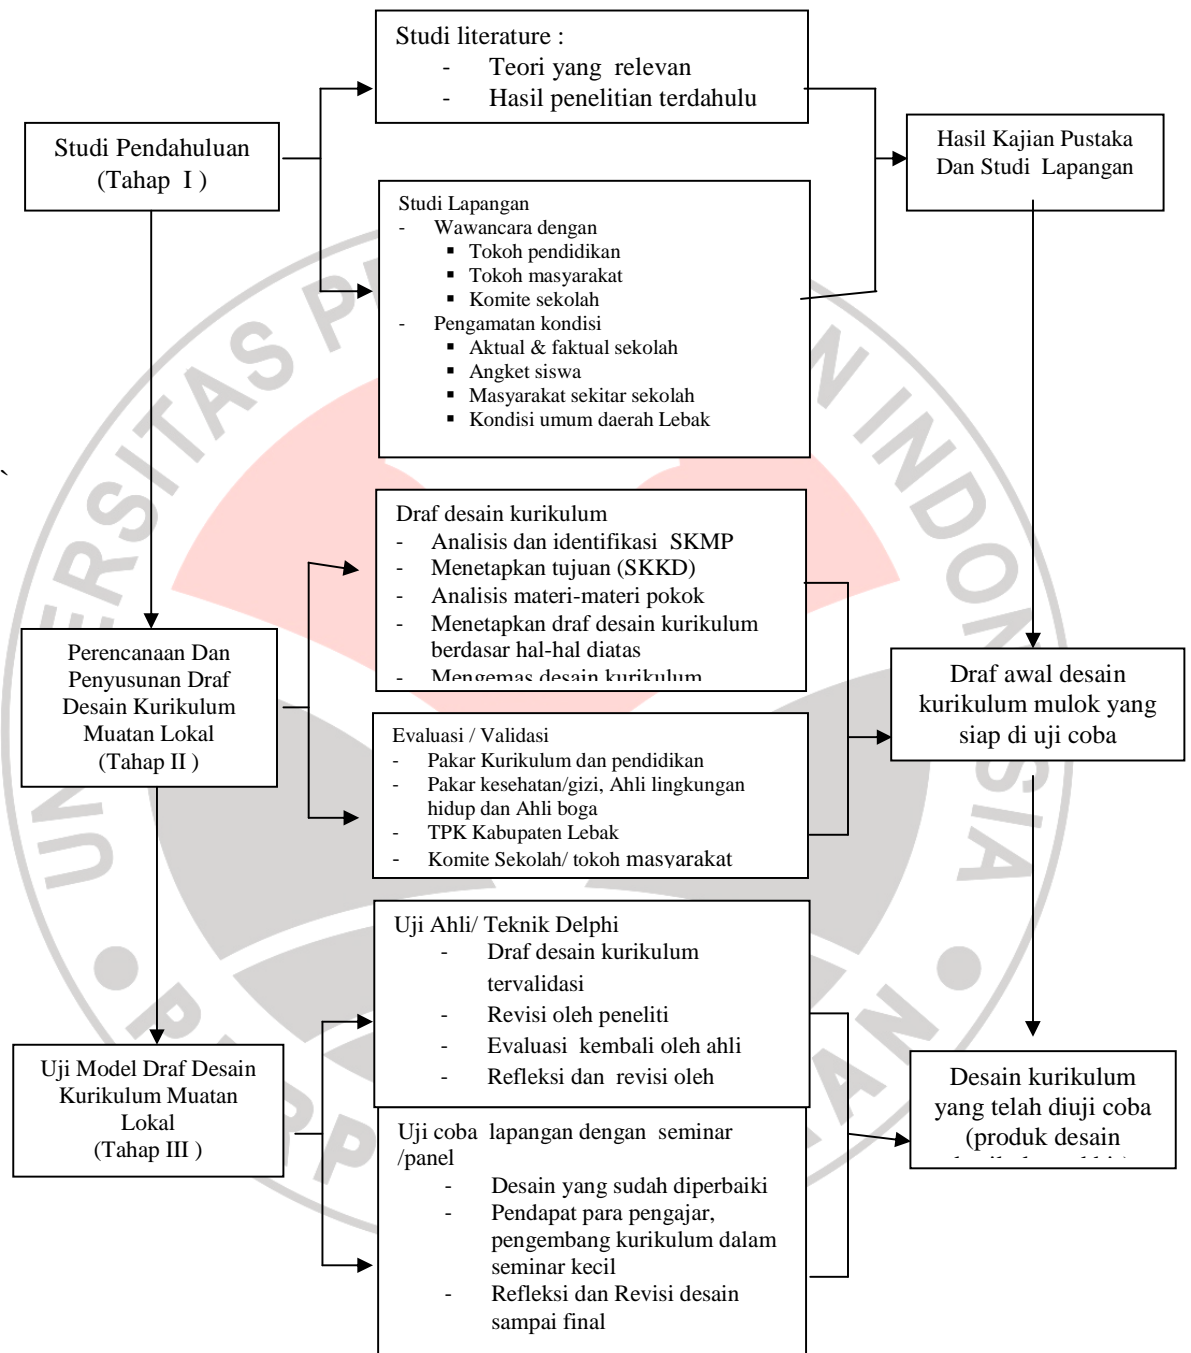 Studi literature :
- Teori yang relevan
- Hasil penelitian terdahulu
Studi Pendahuluan
(Tahap I )
Hasil Kajian Pustaka
Dan Studi Lapangan
Studi Lapangan
- Wawancara dengan
▪ Tokoh pendidikan
▪ Tokoh masyarakat
▪ Komite sekolah
- Pengamatan kondisi
▪ Aktual & faktual sekolah
▪ Angket siswa
▪ Masyarakat sekitar sekolah
▪ Kondisi umum daerah Lebak
`
Draf desain kurikulum
- Analisis dan identifikasi SKMP
- Menetapkan tujuan (SKKD)
- Analisis materi-materi pokok
- Menetapkan draf desain kurikulum
berdasar hal-hal diatas
- Mengemas desain kurikulum
Perencanaan Dan
Penyusunan Draf
Desain Kurikulum
Muatan Lokal
(Tahap II )
Draf awal desain
kurikulum mulok yang
siap di uji coba
Evaluasi / Validasi
- Pakar Kurikulum dan pendidikan
- Pakar kesehatan/gizi, Ahli lingkungan
hidup dan Ahli boga
- TPK Kabupaten Lebak
- Komite Sekolah/ tokoh masyarakat
Uji Ahli/ Teknik Delphi
- Draf desain kurikulum
tervalidasi
- Revisi oleh peneliti
- Evaluasi kembali oleh ahli
- Refleksi dan revisi oleh
Uji Model Draf Desain
Kurikulum Muatan
Lokal
(Tahap III )
Desain kurikulum
yang telah diuji coba
(produk desain
Uji coba lapangan dengan seminar
/panel
- Desain yang sudah diperbaiki
- Pendapat para pengajar,
pengembang kurikulum dalam
seminar kecil
- Refleksi dan Revisi desain
sampai final